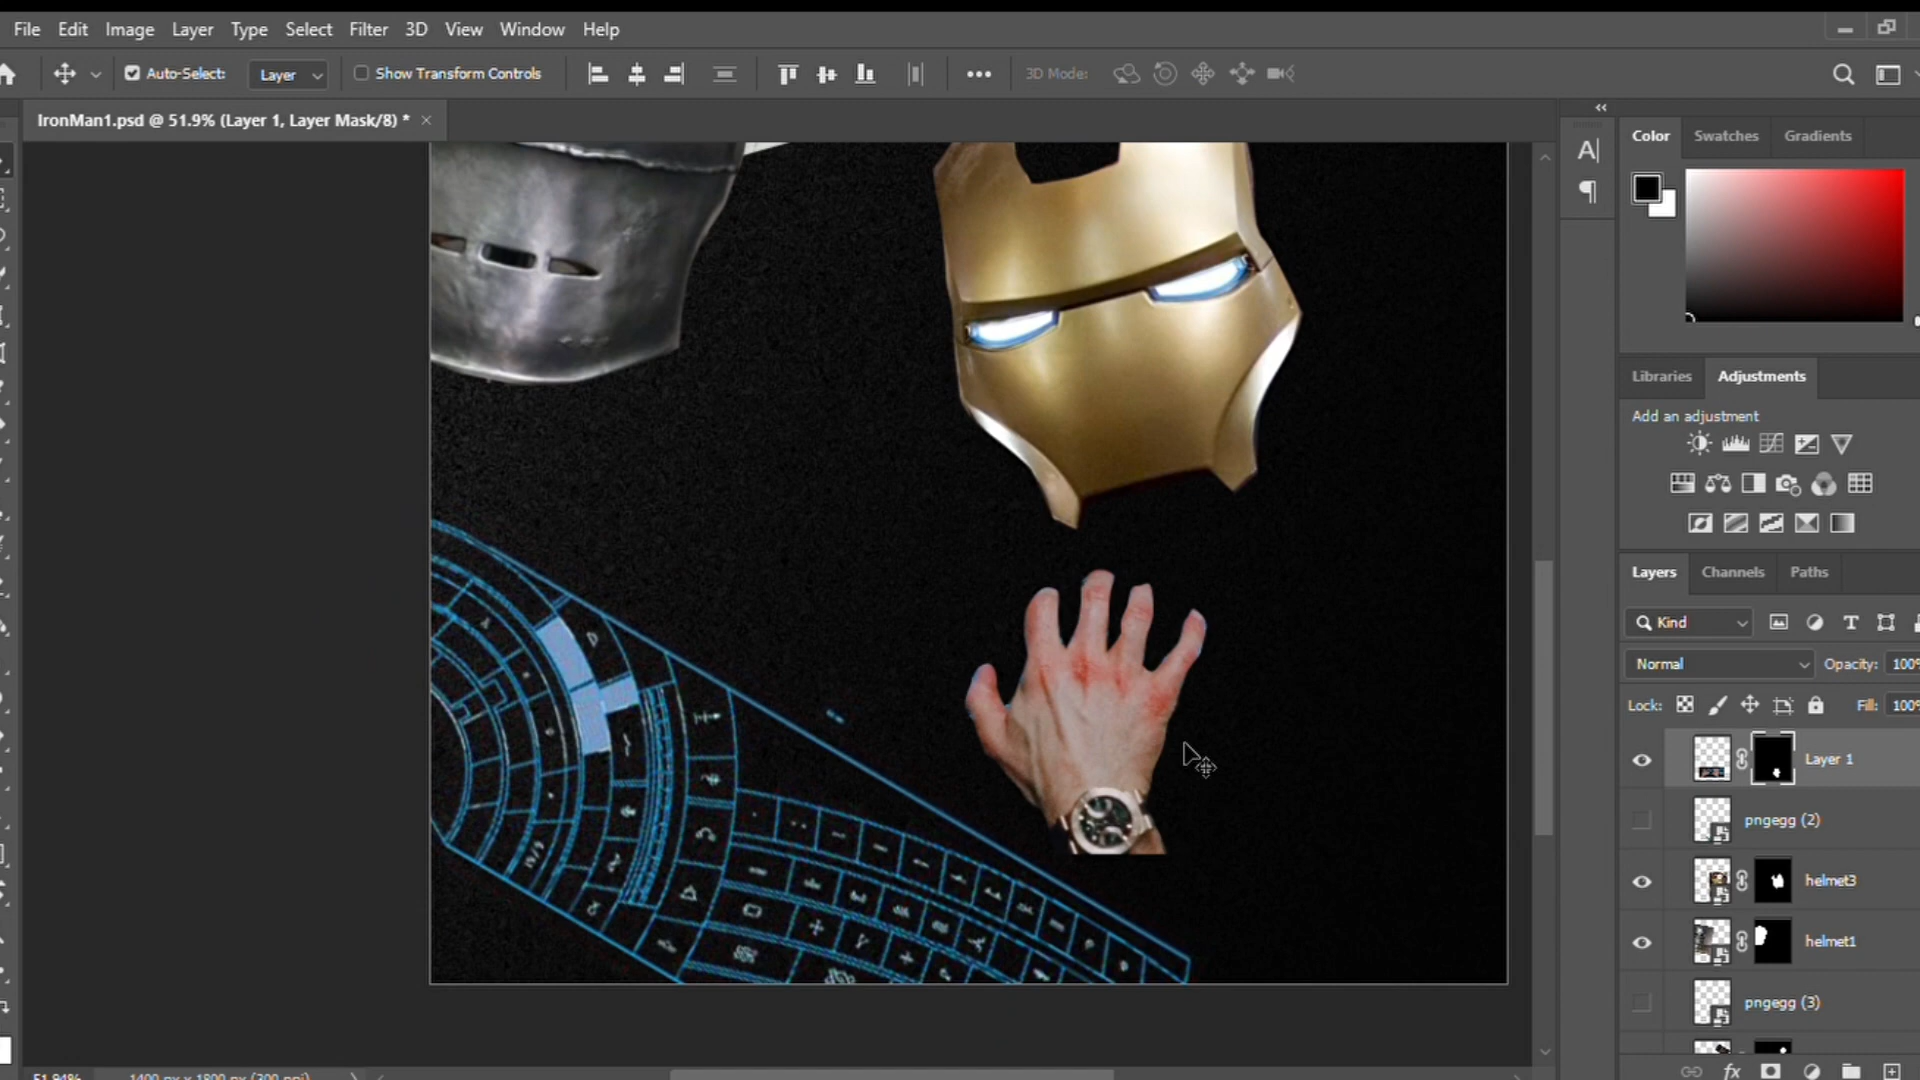 File Edit Image Layer Type Select Filter 3D View Window Help
Auto-Select: Layer Show Transform Controls ••• 3D Mode:
IronMan1.psd @ 51.9% (Layer 1, Layer Mask/8) * ×
Color Swatches Gradients
Libraries Adjustments
Add an adjustment
Layers Channels Paths
Kind
Normal Opacity: 100%
Lock: Fill: 100%
Layer 1
pngegg (2)
helmet3
helmet1
pngegg (3)
fx
51.94% 1400 px x 1800 px (300 ppi)